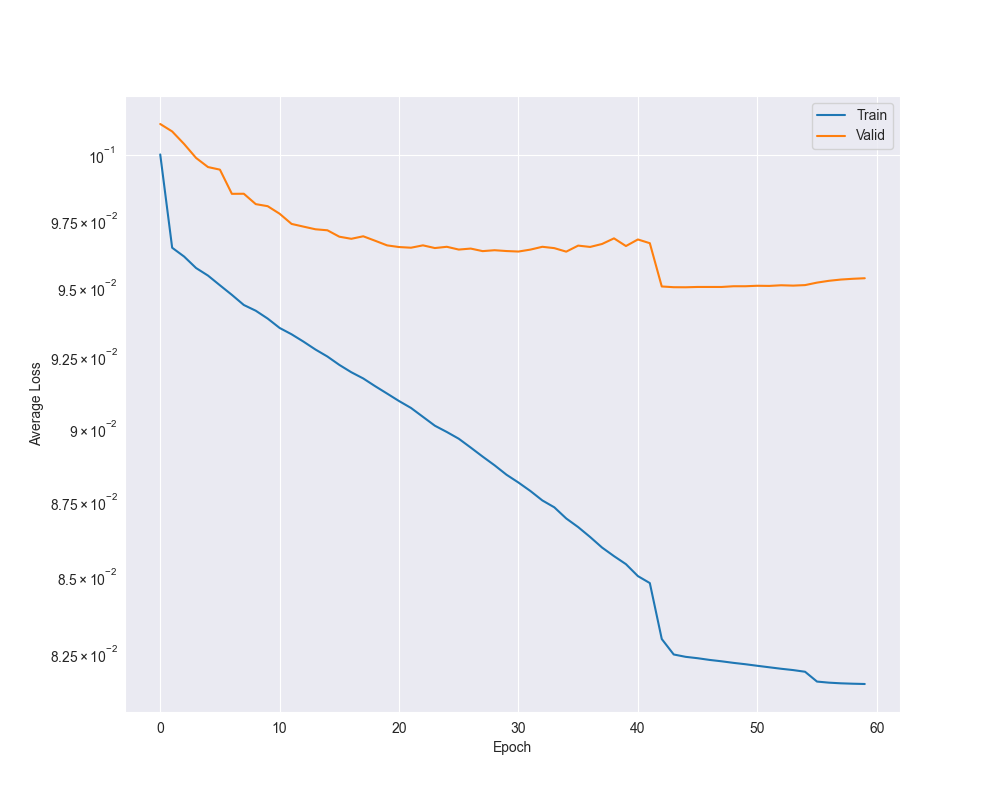 Train
Valid
10⁻¹
9.75 × 10⁻²
9.5 × 10⁻²
9.25 × 10⁻²
9 × 10⁻²
8.75 × 10⁻²
8.5 × 10⁻²
8.25 × 10⁻²
Average Loss
0 10 20 30 40 50 60
Epoch